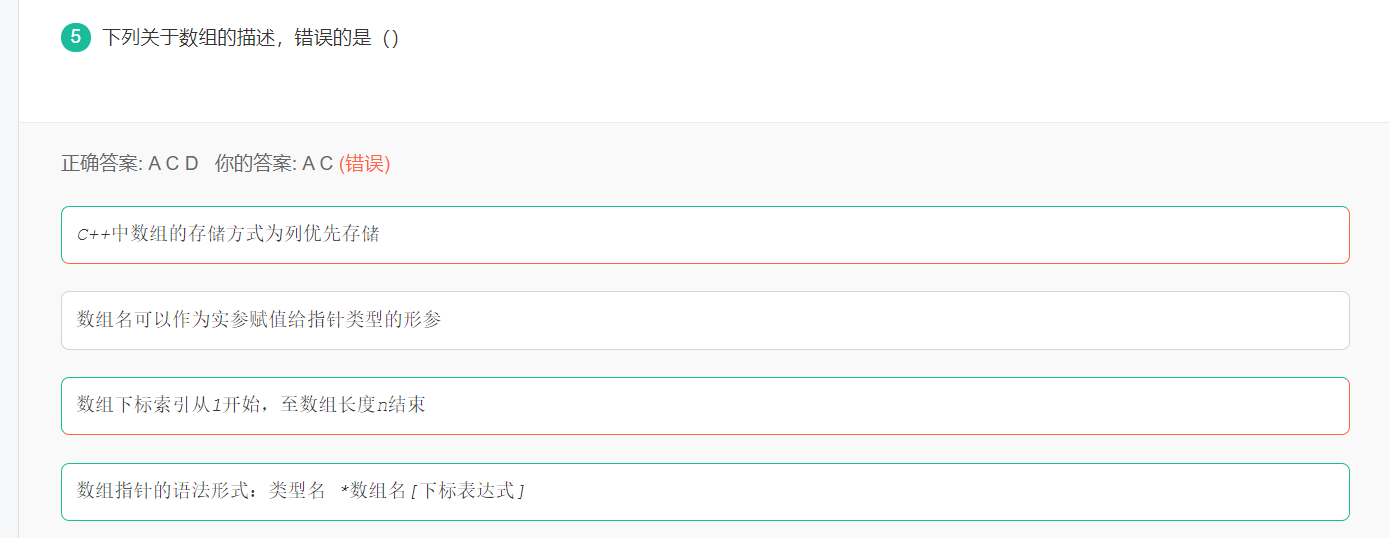 5 下列关于数组的描述，错误的是（）
正确答案: A C D 你的答案: A C (错误)
C++中数组的存储方式为列优先存储
数组名可以作为实参赋值给指针类型的形参
数组下标索引从1开始，至数组长度n结束
数组指针的语法形式：类型名 *数组名[下标表达式]